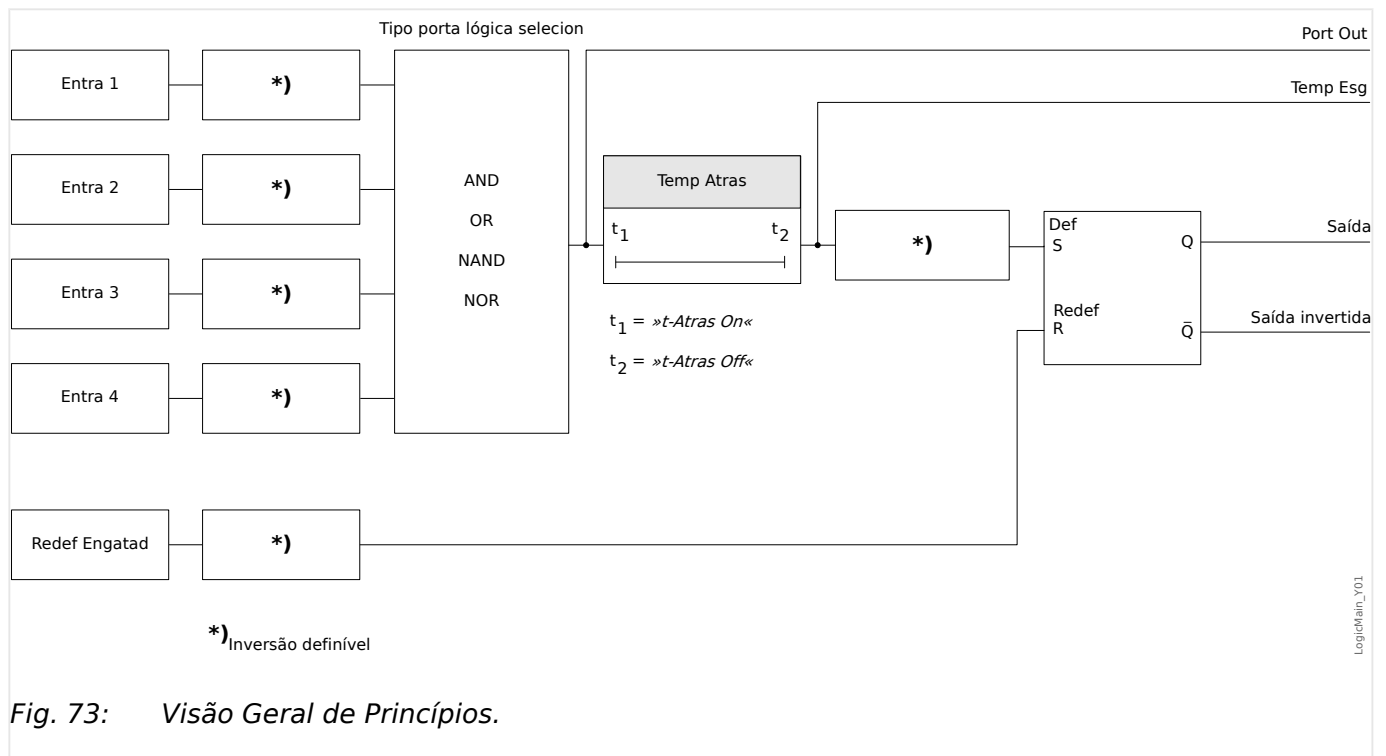 Tipo porta lógica selecion
Port Out
Temp Esg
Entra 1
*)
Entra 2
*)
Entra 3
*)
Entra 4
*)
AND
OR
NAND
NOR
Temp Atras
t1
t2
t1 = »t-Atras On«
t2 = »t-Atras Off«
*)
Def
S
Q
Redef
R
Q̅
Saída
Saída invertida
Redef Engatad
*)
*)Inversão definível
LogicMain_Y01
Fig. 73: Visão Geral de Princípios.